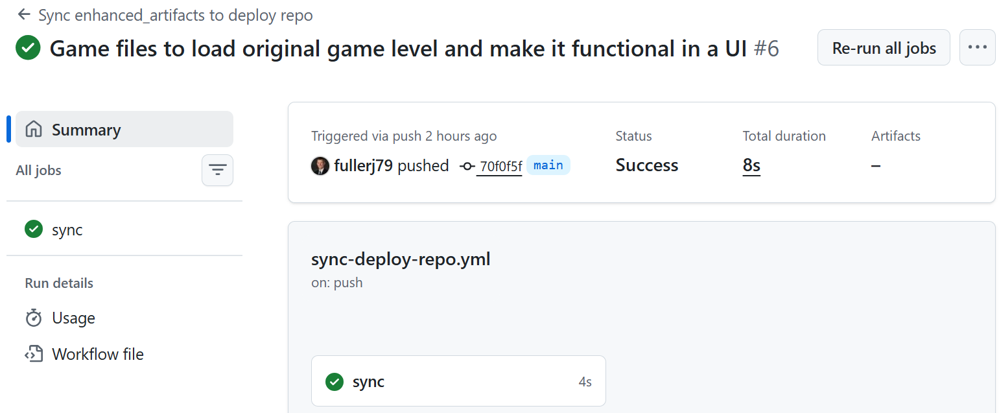 Sync enhanced_artifacts to deploy repo
Game files to load original game level and make it functional in a UI #6
Re-run all jobs
Summary
All jobs
sync
Run details
Usage
Workflow file
Triggered via push 2 hours ago
fullerj79 pushed 70f0f5f main
Status
Success
Total duration
8s
Artifacts
–
sync-deploy-repo.yml
on: push
sync 4s